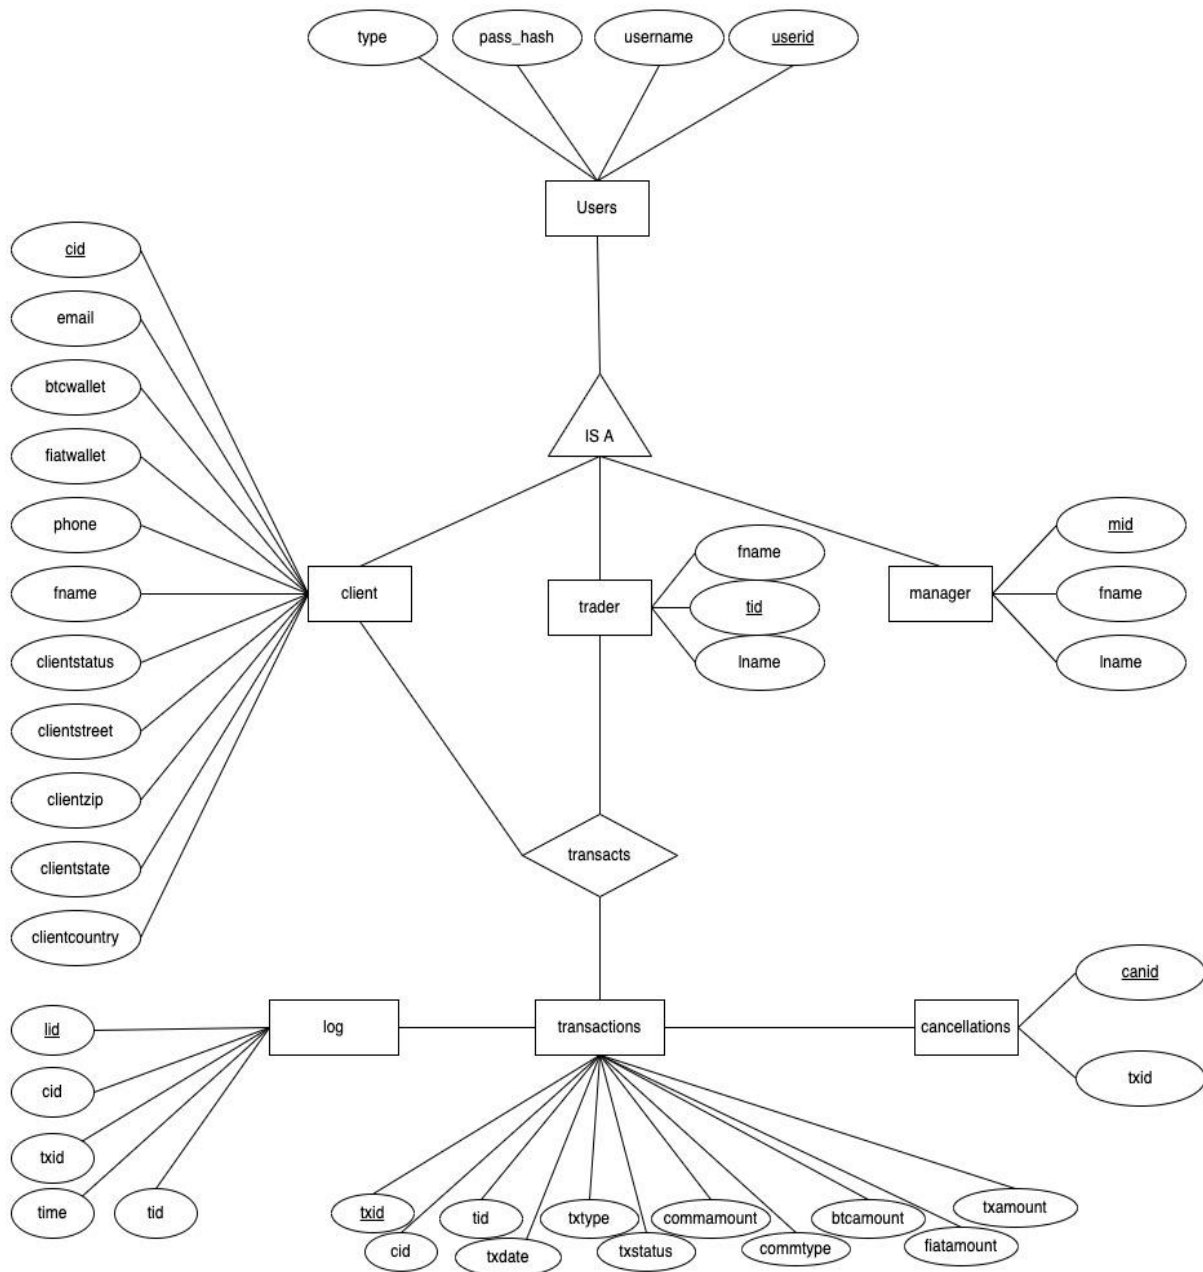 type
pass_hash
username
userid
Users
cid
email
btcwallet
fiatwallet
phone
fname
clientstatus
clientstreet
clientzip
clientstate
clientcountry
IS A
client
trader
fname
tid
lname
manager
mid
fname
lname
transacts
log
transactions
cancellations
canid
txid
lid
cid
txid
time
tid
txid
cid
tid
txdate
txtype
txstatus
commamount
commtype
btcamount
fiatamount
txamount